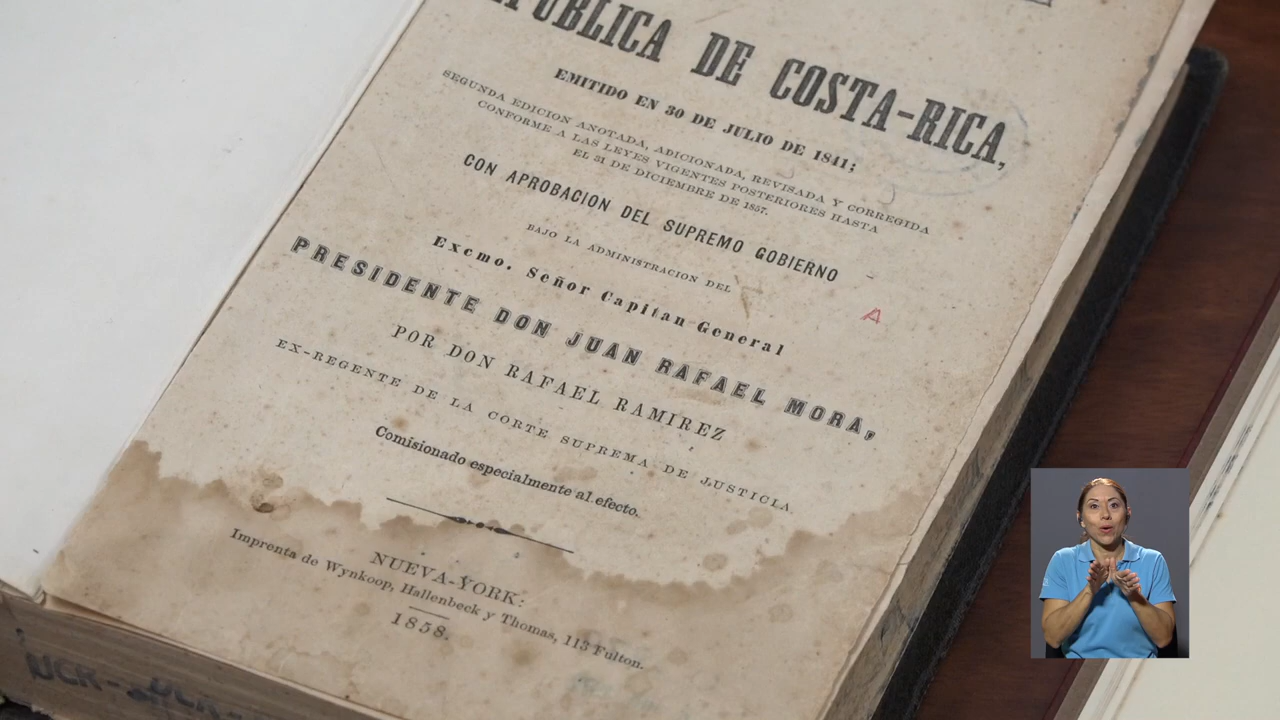 REPÚBLICA DE COSTA-RICA,
EMITIDO EN 30 DE JULIO DE 1841;
SEGUNDA EDICION ANOTADA, ADICIONADA, REVISADA Y CORREGIDA
CONFORME A LAS LEYES VIGENTES POSTERIORES HASTA
EL 31 DE DICIEMBRE DE 1857.
CON APROBACION DEL SUPREMO GOBIERNO
BAJO LA ADMINISTRACION DEL
Excmo. Señor Capitan General
PRESIDENTE DON JUAN RAFAEL MORA,
POR DON RAFAEL RAMIREZ
EX-REGENTE DE LA CORTE SUPREMA DE JUSTICIA.
Comisionado especialmente al efecto.
NUEVA-YORK:
Imprenta de Wynkoop, Hallenbeck y Thomas, 113 Fulton.
1858.
A
UCR-